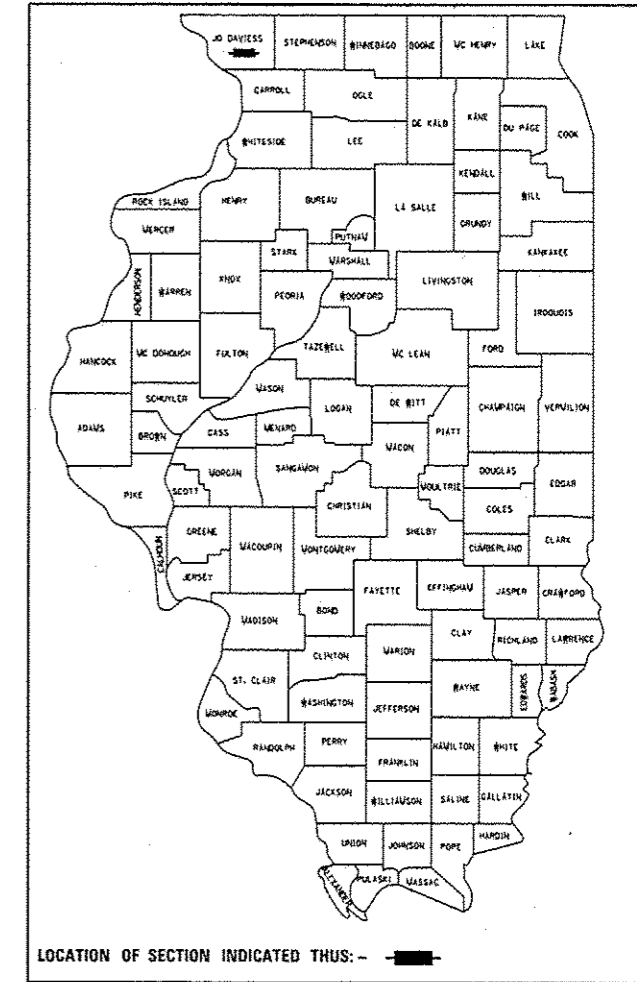 JO DAVIESS STEPHENSON WINNEBAGO BOONE MC HENRY LAKE
CARROLL OGLE DE KALB KANE COOK
DU PAGE
WHITESIDE LEE
KENDALL WILL
ROCK ISLAND HENRY BUREAU LA SALLE
GRUNDY
MERCER PUTNAM
KANKAKEE
STARK MARSHALL
HENDERSON WARREN KNOX LIVINGSTON
PEORIA WOODFORD IROQUOIS
HANCOCK MC DONOUGH FULTON TAZEWELL MC LEAN FORD
MASON
SCHUYLER LOGAN DE WITT CHAMPAIGN VERMILION
ADAMS BROWN CASS MENARD PIATT
MACON
MORGAN SANGAMON DOUGLAS
PIKE SCOTT CHRISTIAN MOULTRIE EDGAR
COLES
GREENE MACOUPIN MONTGOMERY SHELBY
CALHOUN CUMBERLAND CLARK
JERSEY FAYETTE EFFINGHAM JASPER CRAWFORD
MADISON BOND
CLAY RICHLAND LAWRENCE
CLINTON MARION
ST. CLAIR WAYNE EDWARDS WABASH
WASHINGTON JEFFERSON
MONROE
RANDOLPH PERRY HAMILTON WHITE
FRANKLIN
JACKSON WILLIAMSON SALINE GALLATIN
UNION JOHNSON POPE HARDIN
ALEXANDER PULASKI MASSAC
LOCATION OF SECTION INDICATED THUS: -